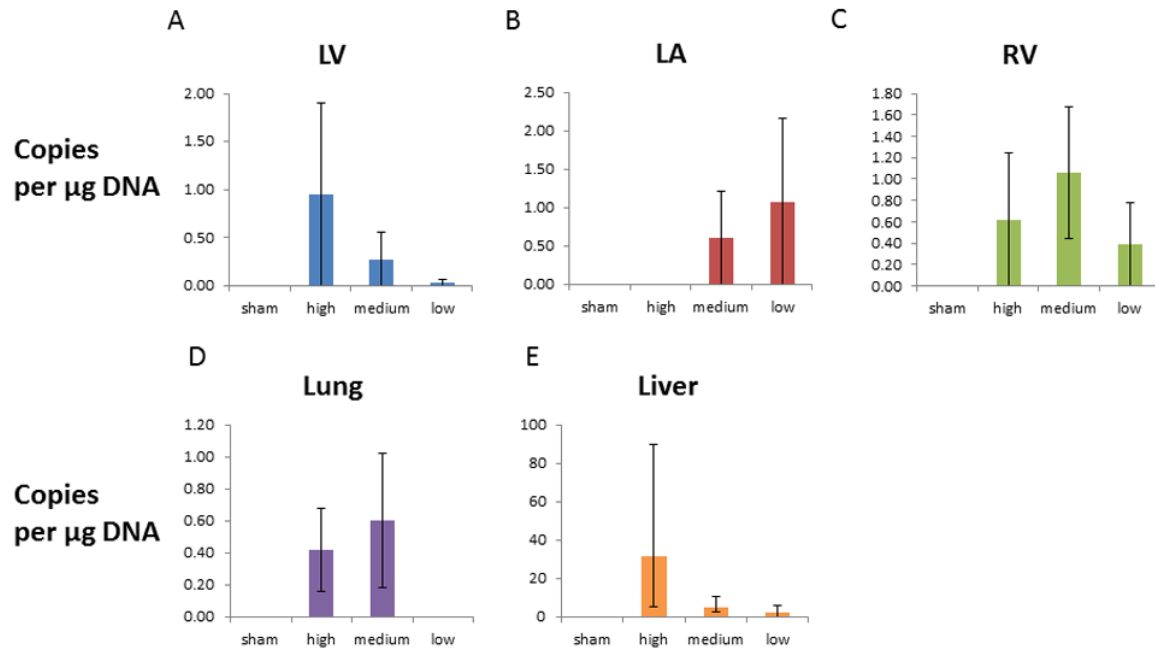 A
LV
Copies
per µg DNA
2.00
1.50
1.00
0.50
0.00
sham high medium low
B
LA
2.50
2.00
1.50
1.00
0.50
0.00
sham high medium low
C
RV
1.80
1.60
1.40
1.20
1.00
0.80
0.60
0.40
0.20
0.00
sham high medium low
D
Lung
Copies
per µg DNA
1.20
1.00
0.80
0.60
0.40
0.20
0.00
sham high medium low
E
Liver
100
80
60
40
20
0
sham high medium low